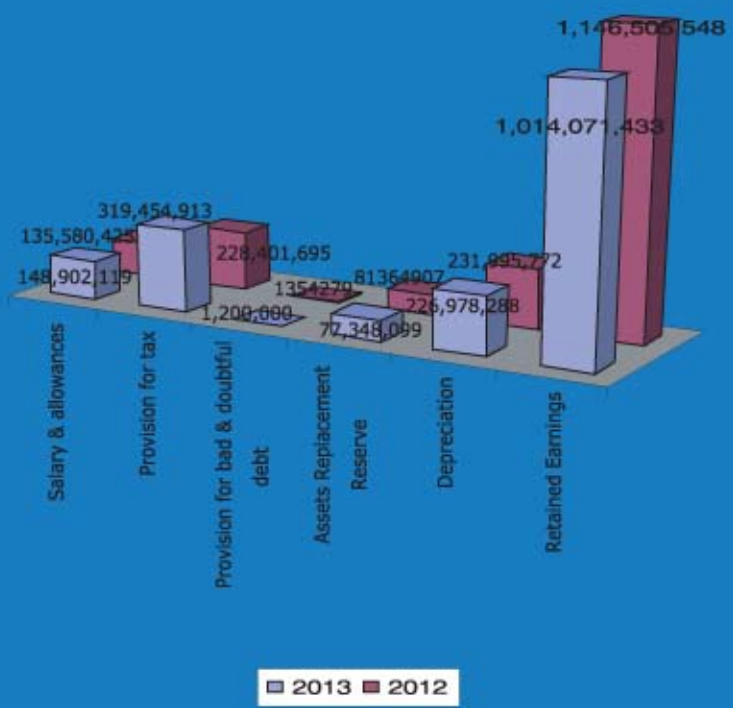 1,146,505,548
1,014,071,433
319,454,913
135,580,425
228,401,695
231,995,772
148,902,119
1354279
81364907
1,200,000
226,978,288
77,348,099
Salary & allowances
Provision for tax
Provision for bad & doubtful
debt
Assets Replacement
Reserve
Depreciation
Retained Earnings
2013 2012